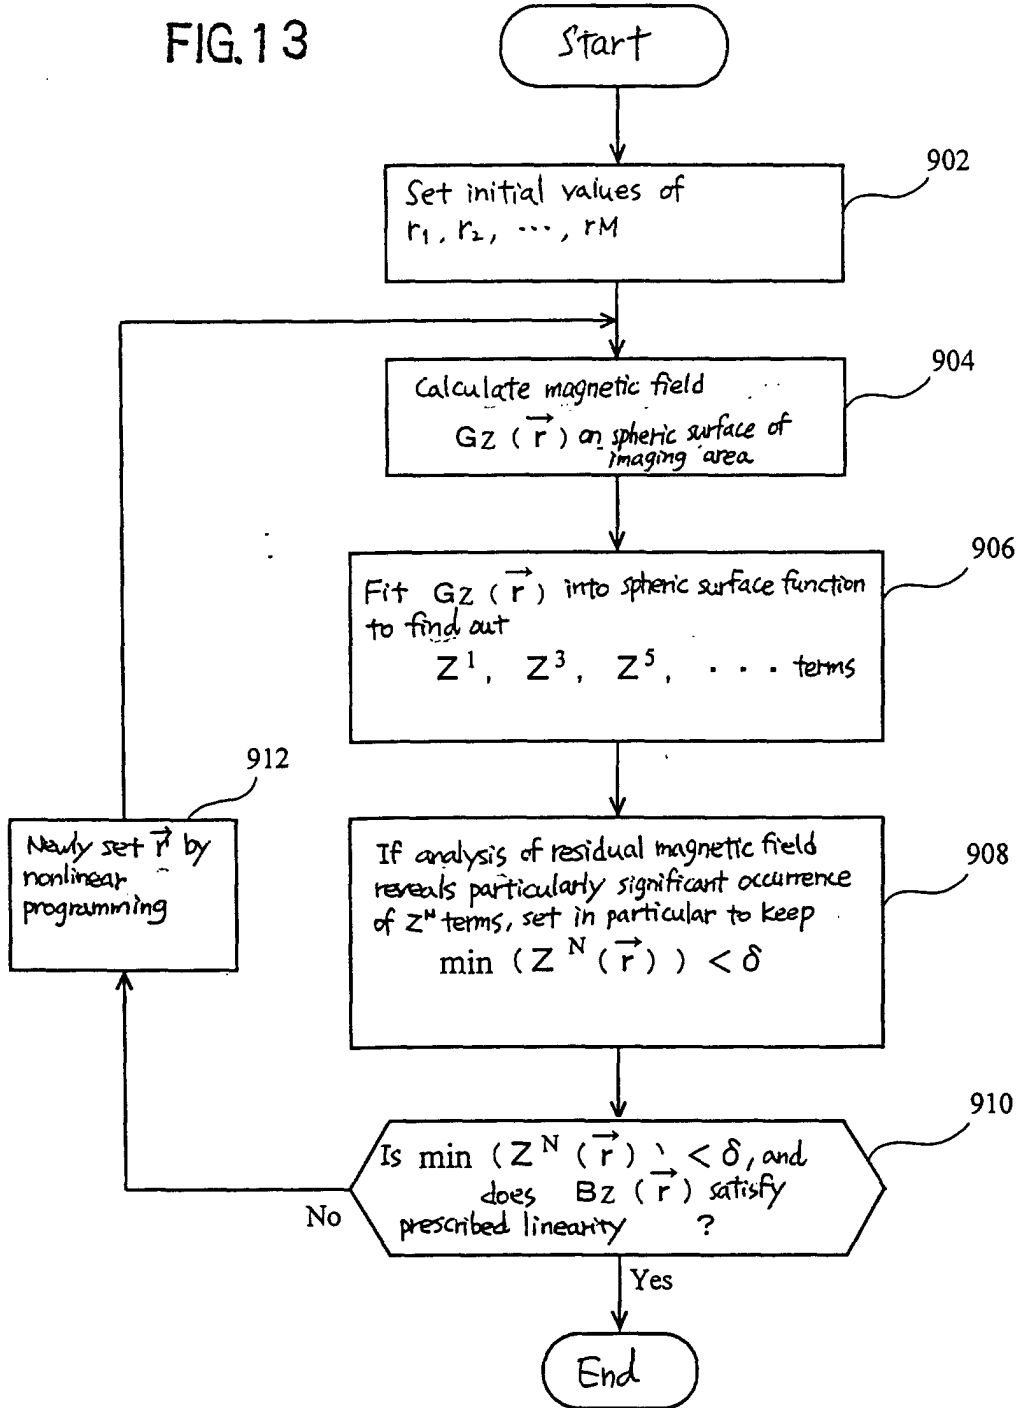 FIG.13
Start
902
Set initial values of
r₁, r₂, ···, rM
904
Calculate magnetic field
Gz (r⃗) on spheric surface of
imaging area
906
Fit Gz (r⃗) into spheric surface function
to find out
Z¹, Z³, Z⁵, ··· terms
912
Newly set r⃗ by
nonlinear
programming
908
If analysis of residual magnetic field
reveals particularly significant occurrence
of Zᴺ terms, set in particular to keep
min (Zᴺ (r⃗)) < δ
910
Is min (Zᴺ (r⃗)) < δ, and
does Bz (r⃗) satisfy
prescribed linearity ?
No
Yes
End